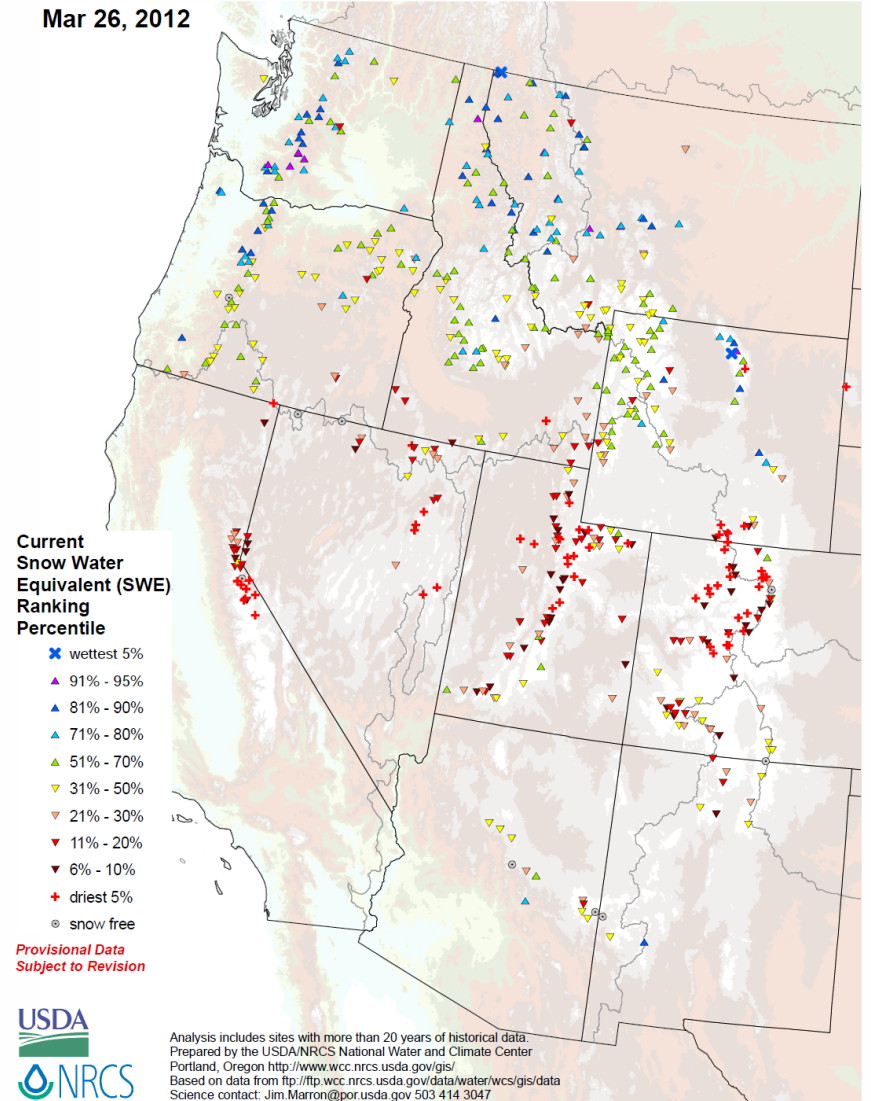 Mar 26, 2012
Current
Snow Water
Equivalent (SWE)
Ranking
Percentile
wettest 5%
91% - 95%
81% - 90%
71% - 80%
51% - 70%
31% - 50%
21% - 30%
11% - 20%
6% - 10%
driest 5%
snow free
Provisional Data
Subject to Revision
USDA
NRCS
Analysis includes sites with more than 20 years of historical data.
Prepared by the USDA/NRCS National Water and Climate Center
Portland, Oregon http://www.wcc.nrcs.usda.gov/gis/
Based on data from ftp://ftp.wcc.nrcs.usda.gov/data/water/wcs/gis/data
Science contact: Jim.Marron@por.usda.gov 503 414 3047